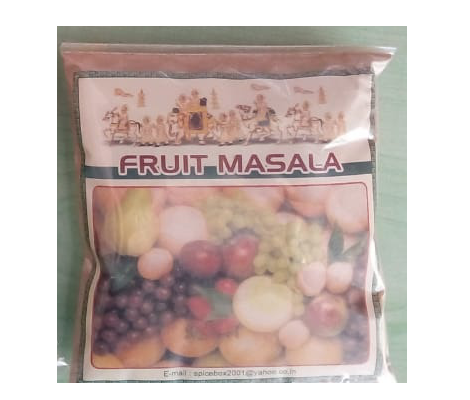 FRUIT MASALA
E-mail : spicebox2001@yahoo.co.in